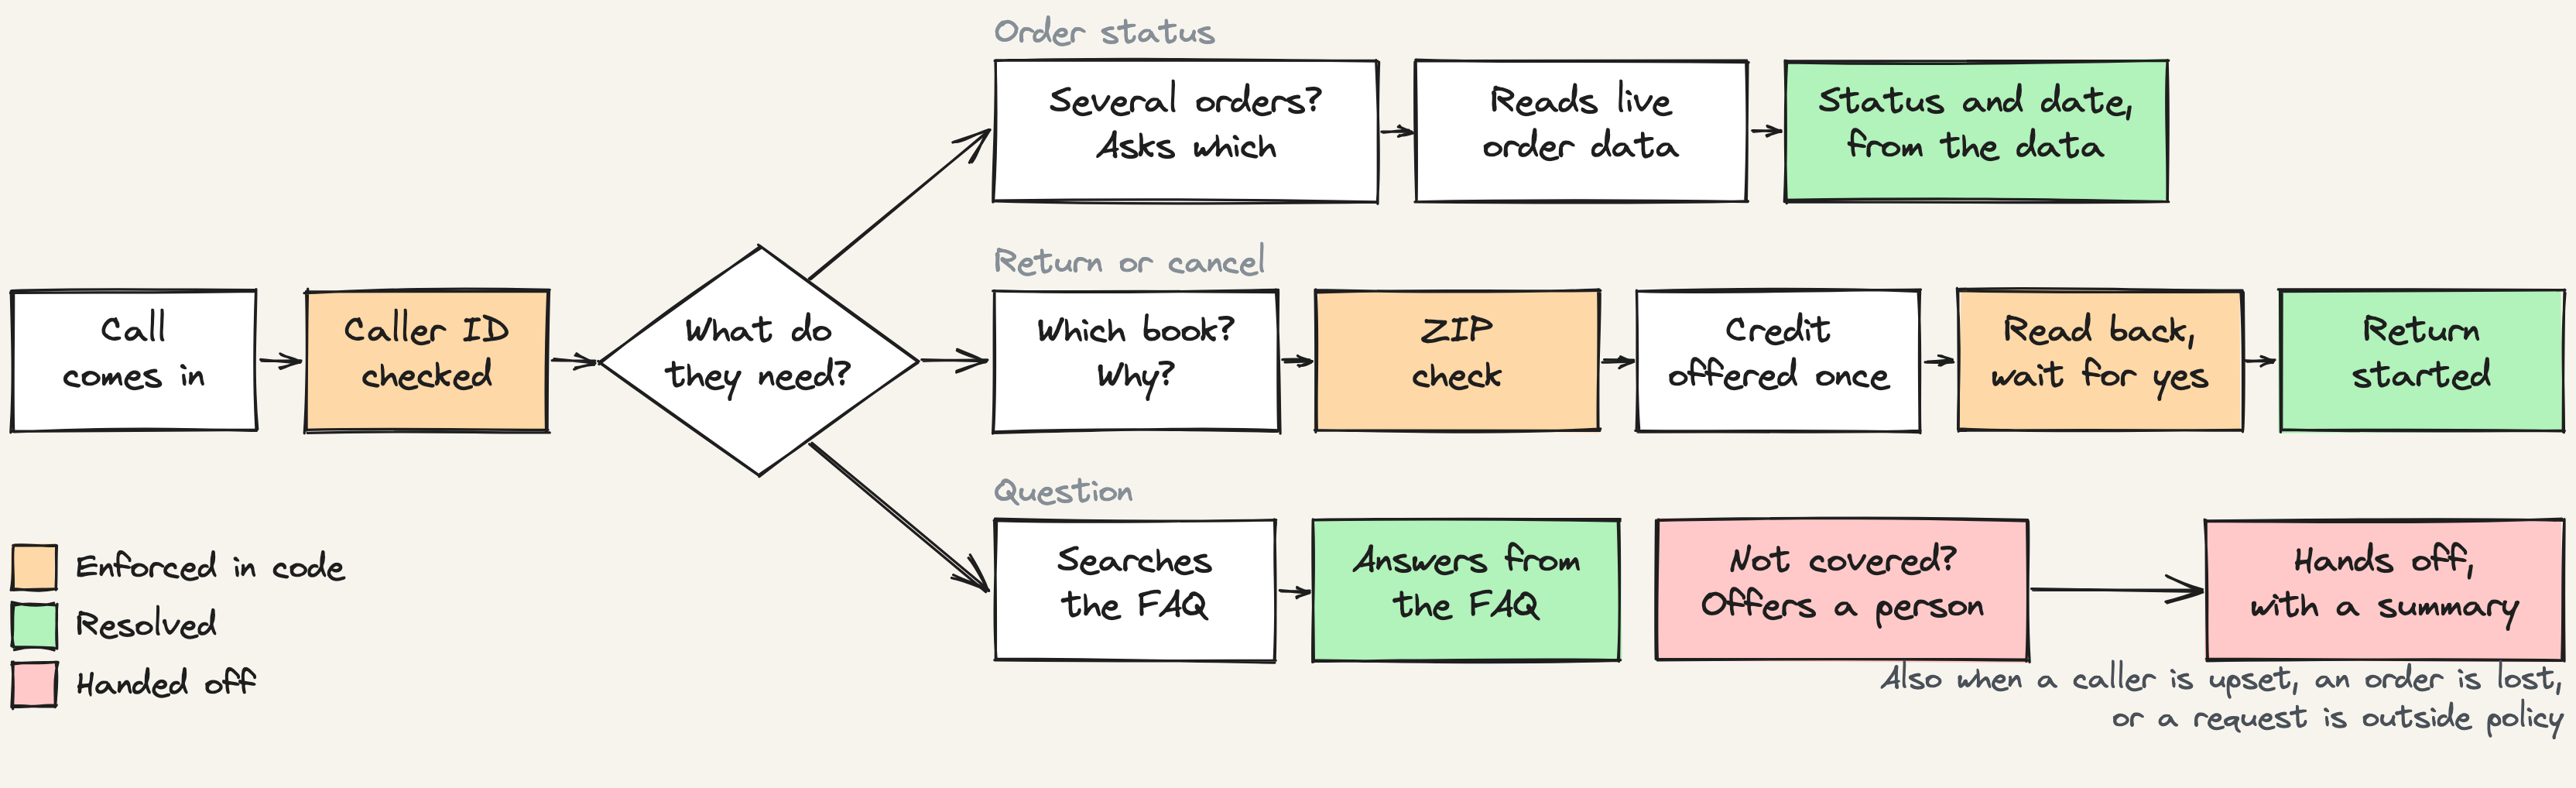 Order status
Several orders?
Asks which
Reads live
order data
Status and date,
from the data
Call
comes in
Caller ID
checked
What do
they need?
Return or cancel
Which book?
Why?
ZIP
check
Credit
offered once
Read back,
wait for yes
Return
started
Question
Searches
the FAQ
Answers from
the FAQ
Not covered?
Offers a person
Hands off,
with a summary
Also when a caller is upset, an order is lost,
or a request is outside policy
Enforced in code
Resolved
Handed off